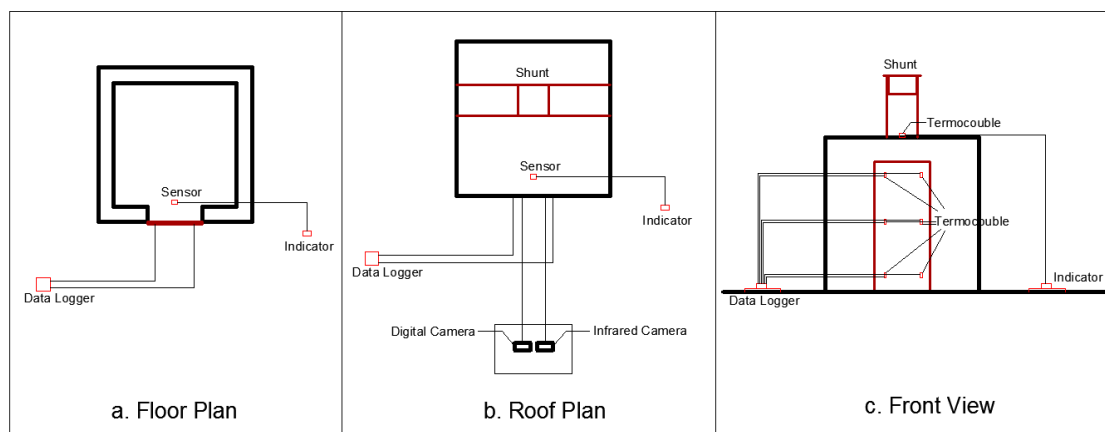 Sensor
Indicator
Data Logger
a. Floor Plan
Shunt
Sensor
Indicator
Data Logger
Digital Camera
Infrared Camera
b. Roof Plan
Shunt
Termocouble
Termocouble
Data Logger
Indicator
c. Front View